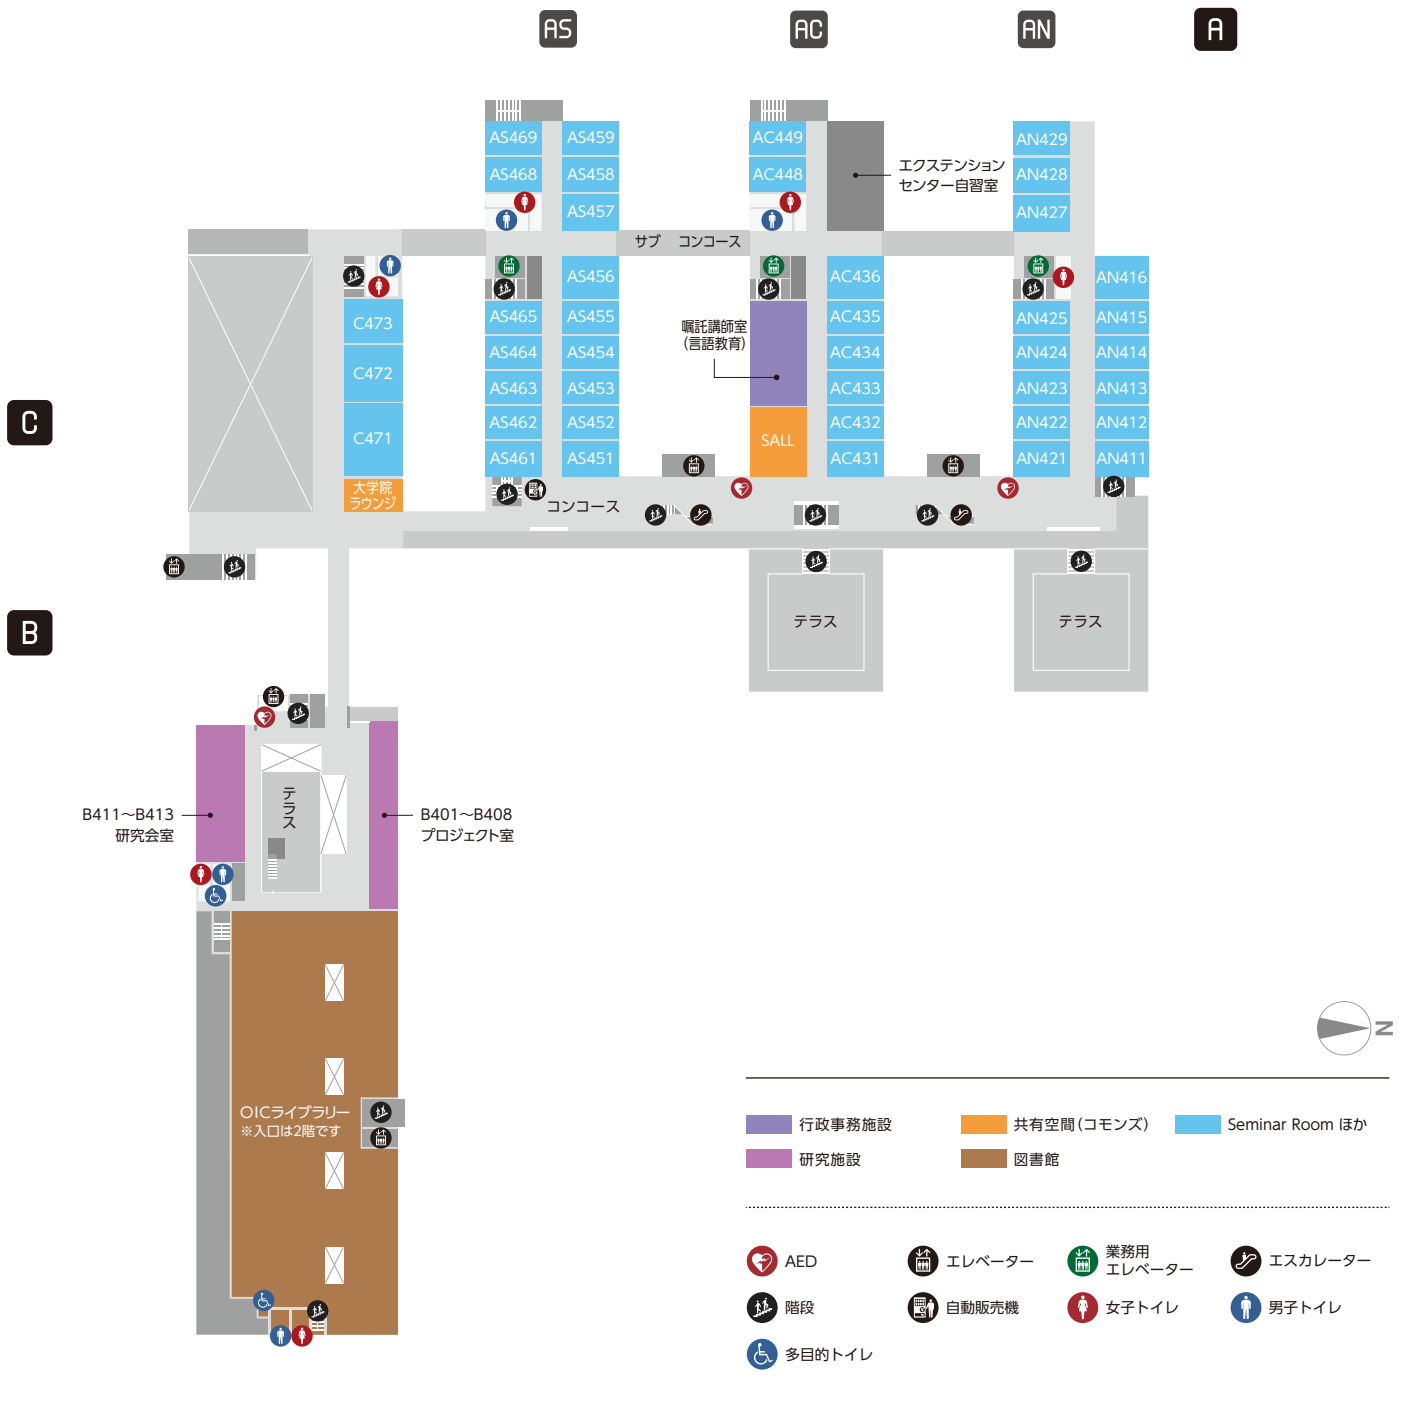 AS
AC
AN
A
AS469
AS459
AC449
AN429
AS468
AS458
AC448
エクステンション
センター自習室
AN428
AS457
AN427
サブ コンコース
AS456
AC436
AN416
C473
AS465
AS455
嘱託講師室
(言語教育)
AC435
AN425
AN415
AS464
AS454
AC434
AN424
AN414
C472
AS463
AS453
AC433
AN423
AN413
C
C471
AS462
AS452
SALL
AC432
AN422
AN412
AS461
AS451
AC431
AN421
AN411
大学院
ラウンジ
コンコース
B
テラス
テラス
テラス
B411〜B413
研究会室
B401〜B408
プロジェクト室
OICライブラリー
※入口は2階です
N
行政事務施設
共有空間(コモンズ)
Seminar Room ほか
研究施設
図書館
AED
エレベーター
業務用
エレベーター
エスカレーター
階段
自動販売機
女子トイレ
男子トイレ
多目的トイレ